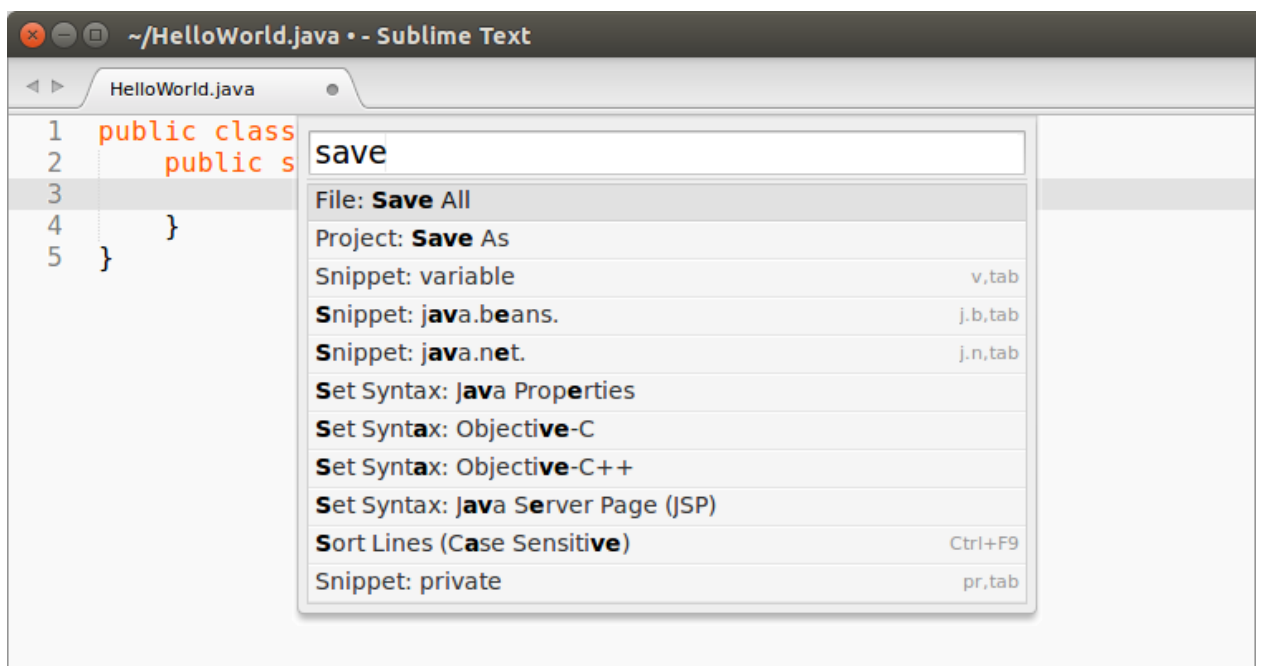 ~/HelloWorld.java • - Sublime Text
HelloWorld.java
1 public class
2 public s
3
4 }
5 }
save
File: Save All
Project: Save As
Snippet: variable v,tab
Snippet: java.beans. j.b,tab
Snippet: java.net. j.n,tab
Set Syntax: Java Properties
Set Syntax: Objective-C
Set Syntax: Objective-C++
Set Syntax: Java Server Page (JSP)
Sort Lines (Case Sensitive) Ctrl+F9
Snippet: private pr,tab